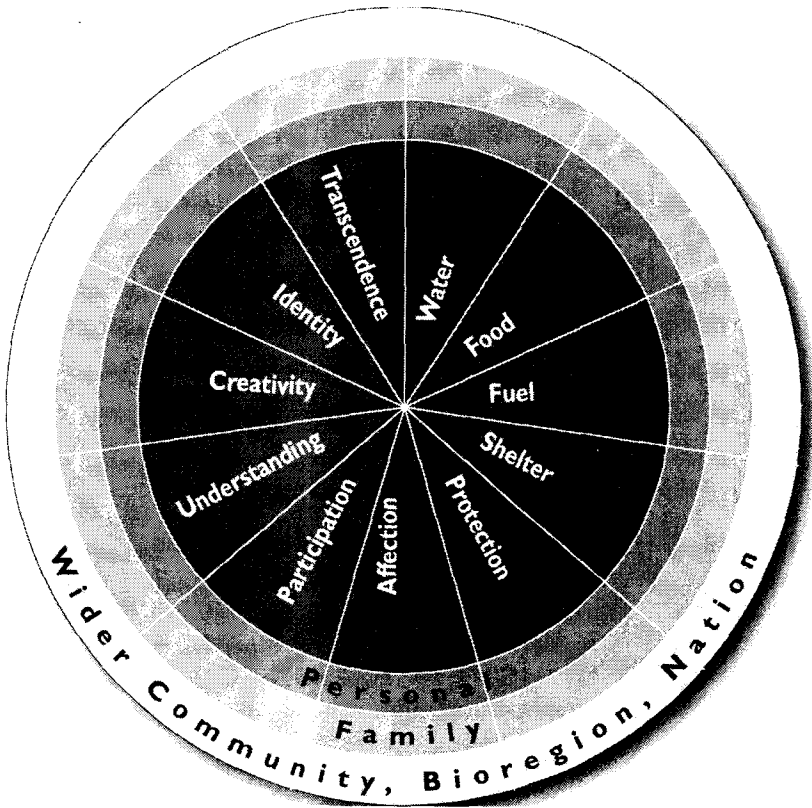 Transcendence
Water
Identity
Food
Creativity
Fuel
Understanding
Shelter
Participation
Affection
Protection
Personal
Family
Wider Community, Bioregion, Nation